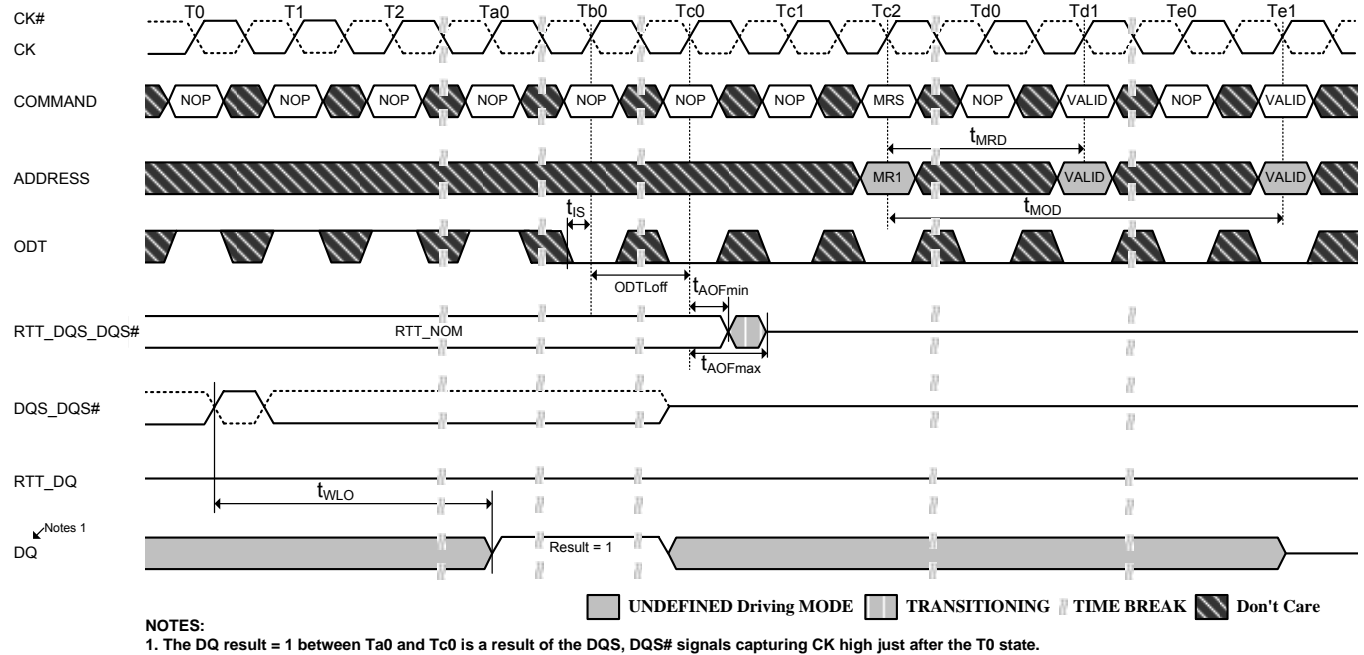 CK#
T0 T1 T2 Ta0 Tb0 Tc0 Tc1 Tc2 Td0 Td1 Te0 Te1
CK
COMMAND NOP NOP NOP NOP NOP NOP NOP MRS NOP VALID NOP VALID
tMRD
ADDRESS MR1 VALID VALID
tIS tMOD
ODT
ODTLoff tAOFmin
RTT_DQS_DQS# RTT_NOM
tAOFmax
DQS_DQS#
RTT_DQ
tWLO
Notes 1
DQ Result = 1
UNDEFINED Driving MODE TRANSITIONING TIME BREAK Don't Care
NOTES:
1. The DQ result = 1 between Ta0 and Tc0 is a result of the DQS, DQS# signals capturing CK high just after the T0 state.